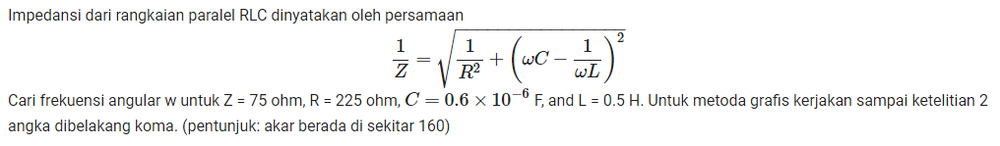 Impedansi dari rangkaian paralel RLC dinyatakan oleh persamaan
$$\frac{1}{Z} = \sqrt{\frac{1}{R^2} + \left(\omega C - \frac{1}{\omega L}\right)^2}$$
Cari frekuensi angular w untuk Z = 75 ohm, R = 225 ohm, $C = 0.6 \times 10^{-6}$ F, and L = 0.5 H. Untuk metoda grafis kerjakan sampai ketelitian 2
angka dibelakang koma. (pentunjuk: akar berada di sekitar 160)